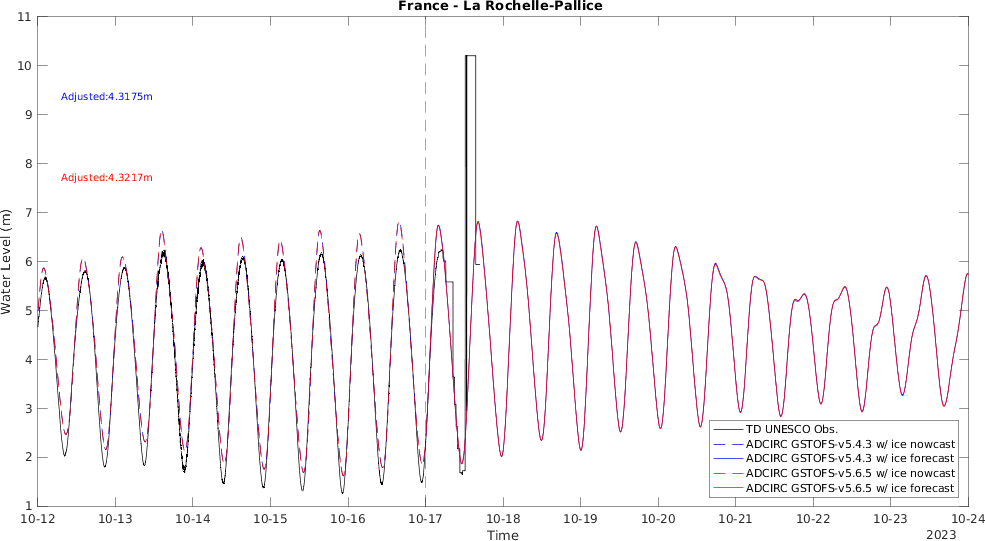 France - La Rochelle-Pallice
11
10
9
8
7
6
5
4
3
2
1
Water Level (m)
Adjusted:4.3175m
Adjusted:4.3217m
TD UNESCO Obs.
ADCIRC GSTOFS-v5.4.3 w/ ice nowcast
ADCIRC GSTOFS-v5.4.3 w/ ice forecast
ADCIRC GSTOFS-v5.6.5 w/ ice nowcast
ADCIRC GSTOFS-v5.6.5 w/ ice forecast
10-12 10-13 10-14 10-15 10-16 10-17 10-18 10-19 10-20 10-21 10-22 10-23 10-24
Time
2023